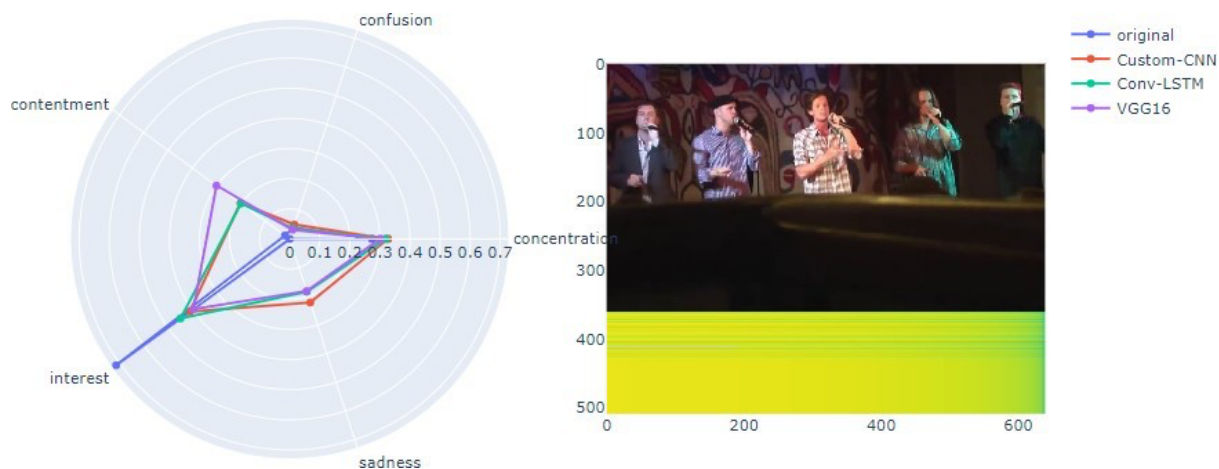 confusion
contentment
concentration
0 0.1 0.2 0.3 0.4 0.5 0.6 0.7
interest
sadness
0
100
200
300
400
500
0 200 400 600
original
Custom-CNN
Conv-LSTM
VGG16